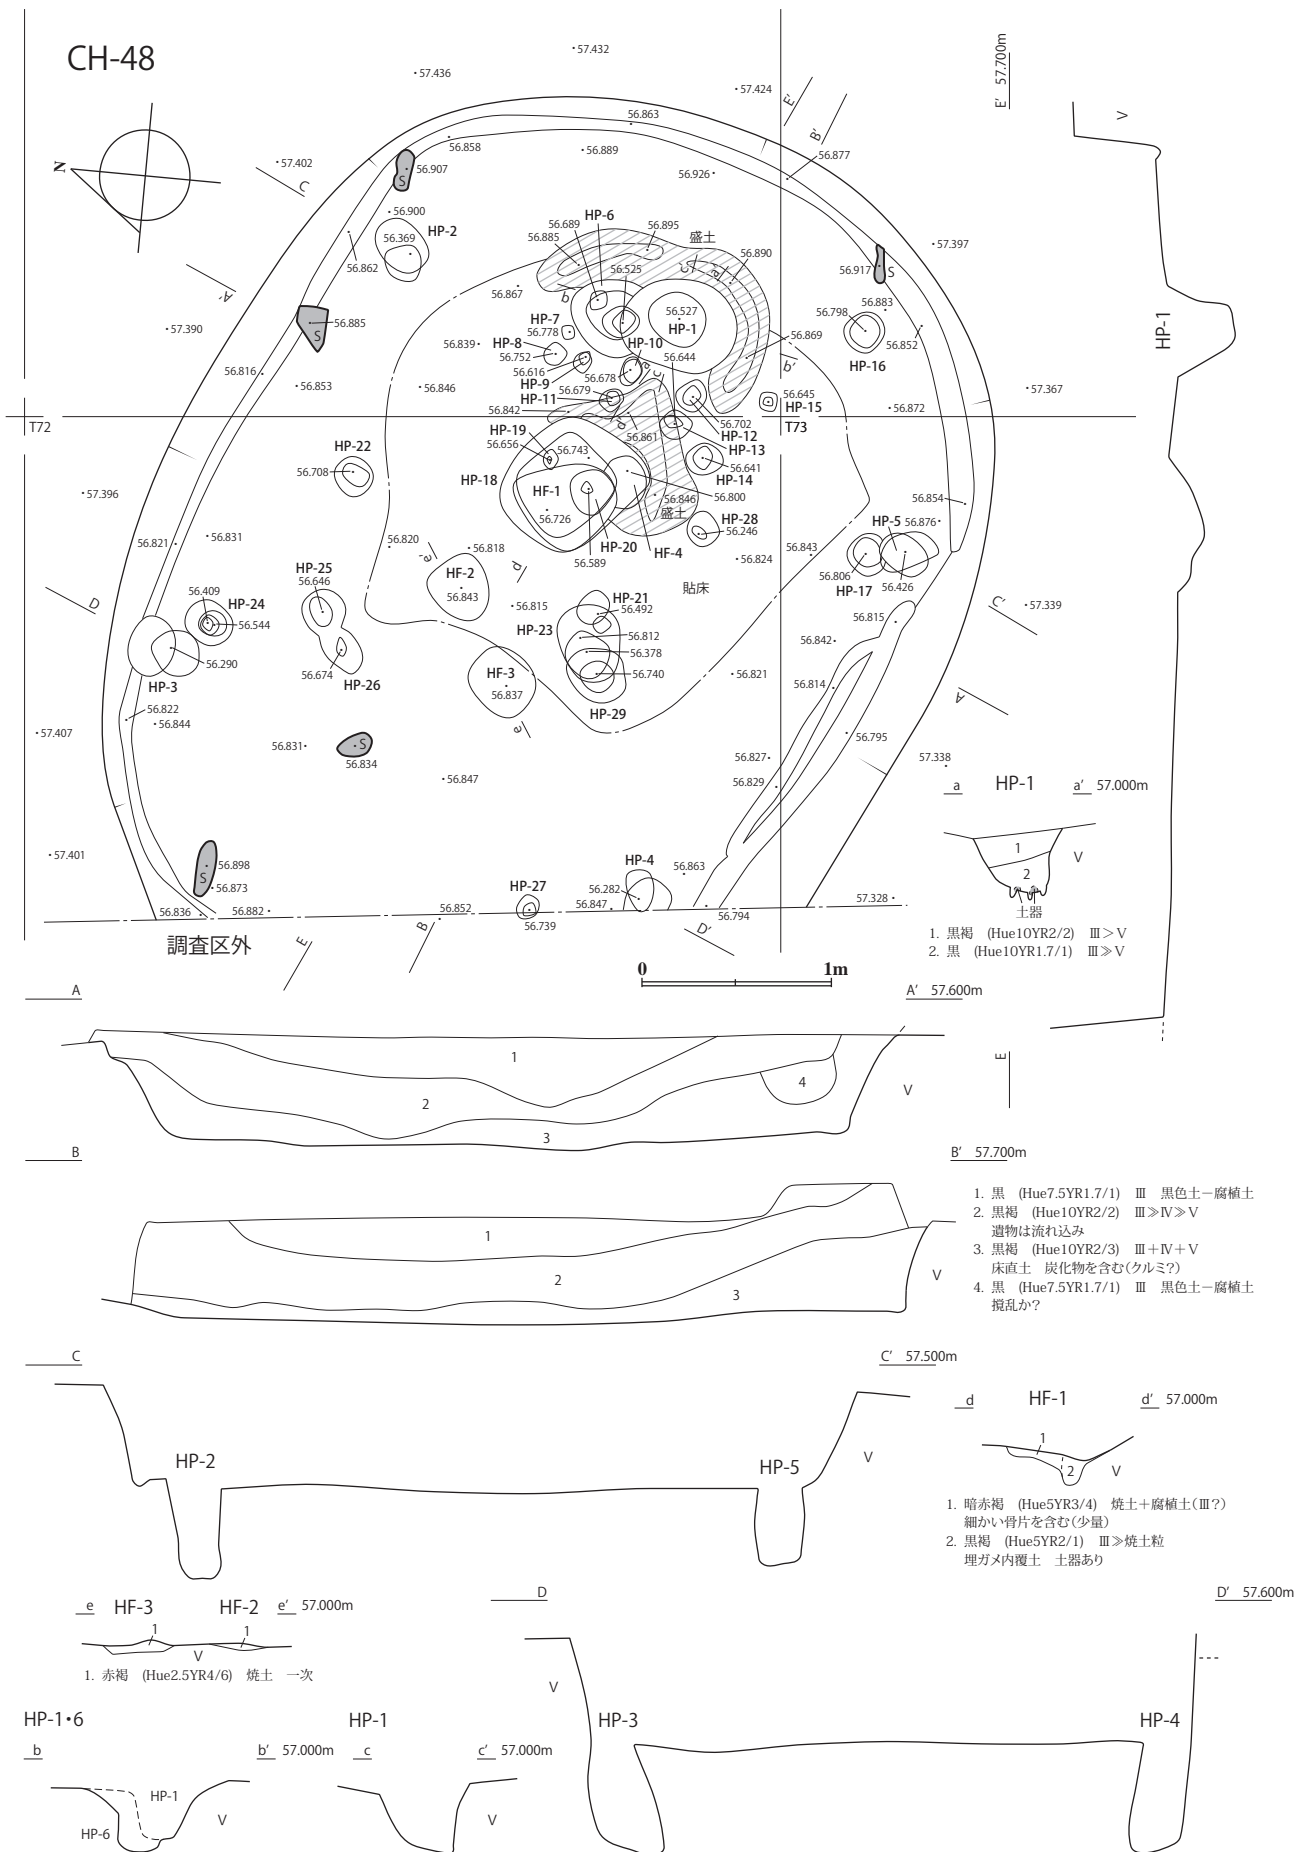 CH-48
N
57.432
57.436
57.424
E'
B'
E' 57.700m
V
56.863
56.858
56.889
56.877
57.402
C
56.907
S
56.926
56.900
HP-2
56.369
56.862
HP-6
56.689
56.895
盛土
56.885
56.890
57.397
c'
a'
56.525
56.917
S
A'
56.867
b
56.527
HP-1
56.883
56.798
HP-1
57.390
56.885
S
HP-7
56.778
56.869
56.852
HP-8
56.839
HP-10
56.752
56.644
HP-16
b'
56.616
HP-9
56.678
a
c
56.816
56.853
56.846
56.679
HP-11
56.645
HP-15
57.367
56.842
56.872
T72
T73
d'
56.702
HP-12
HP-19
56.861
HP-13
HP-22
56.656
56.743
56.708
HP-18
56.641
HP-14
57.396
HF-1
56.846
56.800
56.854
盛土
56.726
HP-28
HP-5
56.876
56.246
56.831
56.821
56.820
HP-20
HF-4
56.818
56.589
56.824
56.843
e'
d
HP-25
HF-2
56.806
56.426
貼床
HP-17
56.646
56.843
56.409
HP-24
HP-21
56.492
C'
57.339
D
56.544
56.815
HP-23
56.815
56.812
56.842
56.290
56.378
HP-3
56.674
HP-26
HF-3
56.740
56.821
56.814
56.837
A
56.822
HP-29
56.844
57.407
56.831
S
e
56.795
56.834
56.827
57.338
56.847
56.829
a HP-1 a' 57.000m
1
V
2
土器
57.401
56.898
S
56.873
HP-4
56.863
HP-27
56.282
57.328
56.836
56.882
56.852
56.847
56.739
56.794
1. 黒褐 (Hue10YR2/2) Ⅲ＞V
2. 黒 (Hue10YR1.7/1) Ⅲ≫V
調査区外
E
B
D'
0 1m
A A' 57.600m
1
2
3
4
V
E
B B' 57.700m
1
2
3
V
1. 黒 (Hue7.5YR1.7/1) Ⅲ 黒色土－腐植土
2. 黒褐 (Hue10YR2/2) Ⅲ≫Ⅳ≫V
遺物は流れ込み
3. 黒褐 (Hue10YR2/3) Ⅲ＋Ⅳ＋V
床直土 炭化物を含む(クルミ？)
4. 黒 (Hue7.5YR1.7/1) Ⅲ 黒色土－腐植土
撹乱か？
C C' 57.500m
HP-2
HP-5
V
d HF-1 d' 57.000m
1
2
V
1. 暗赤褐 (Hue5YR3/4) 焼土＋腐植土(Ⅲ？)
細かい骨片を含む(少量)
2. 黒褐 (Hue5YR2/1) Ⅲ≫焼土粒
埋ガメ内覆土 土器あり
e HF-3 HF-2 e' 57.000m
1
1
V
1. 赤褐 (Hue2.5YR4/6) 焼土 一次
D D' 57.600m
V
HP-3
HP-4
HP-1・6
b b' 57.000m
HP-1
HP-6
V
HP-1
c c' 57.000m
V